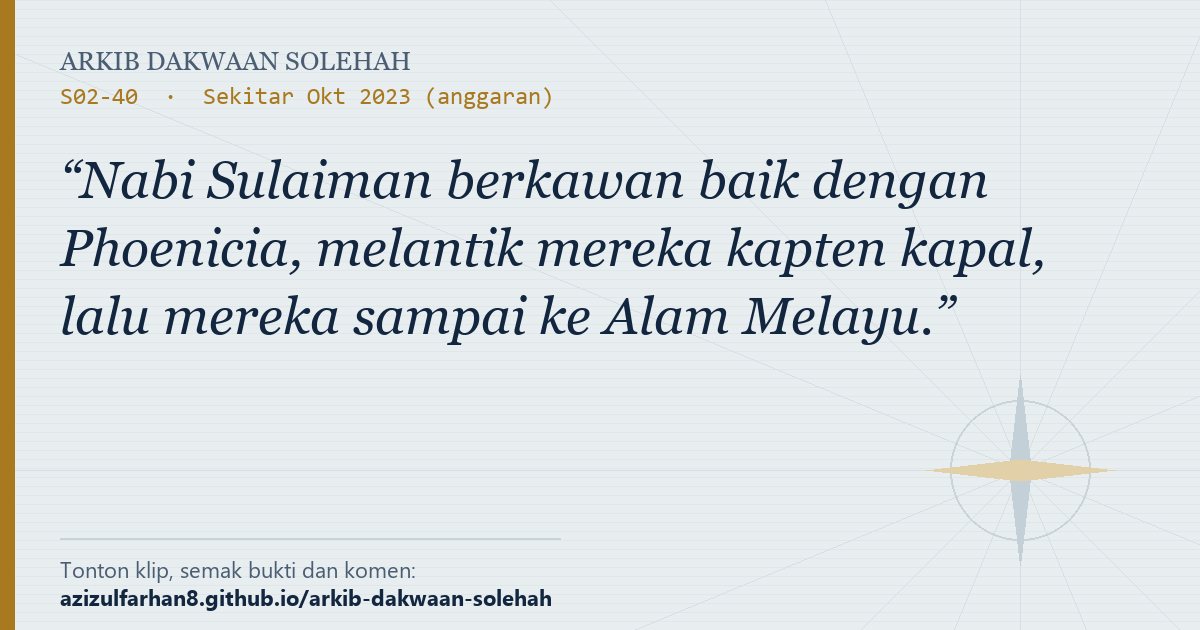 ARKIB DAKWAAN SOLEHAH
S02-40 · Sekitar Okt 2023 (anggaran)
“Nabi Sulaiman berkawan baik dengan
Phoenicia, melantik mereka kapten kapal,
lalu mereka sampai ke Alam Melayu.”
Tonton klip, semak bukti dan komen:
azizulfarhan8.github.io/arkib-dakwaan-solehah